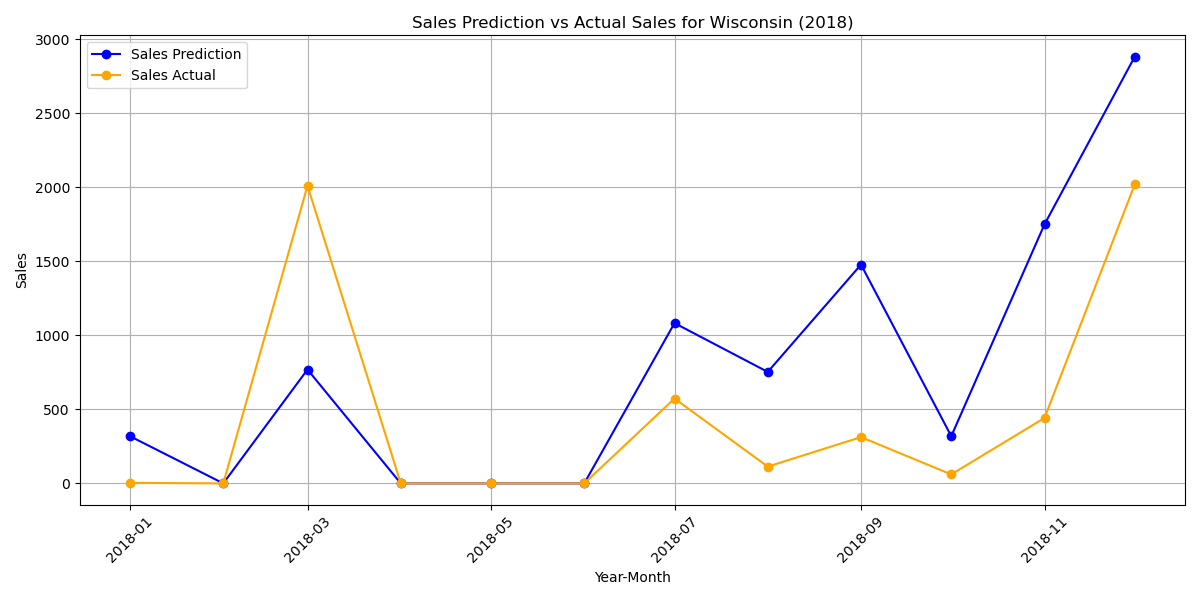 Sales Prediction vs Actual Sales for Wisconsin (2018)
Sales Prediction
Sales Actual
3000
2500
2000
1500
1000
500
0
Sales
2018-01
2018-03
2018-05
2018-07
2018-09
2018-11
Year-Month